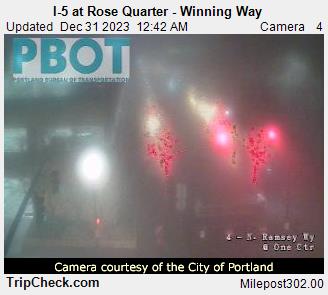 I-5 at Rose Quarter - Winning Way
Updated Dec 31 2023 12:42 AM Camera 4
PBOT
PORTLAND BUREAU OF TRANSPORTATION
4 - N. Ramsey Wy
@ One Ctr
Camera courtesy of the City of Portland
TripCheck.com Milepost302.00